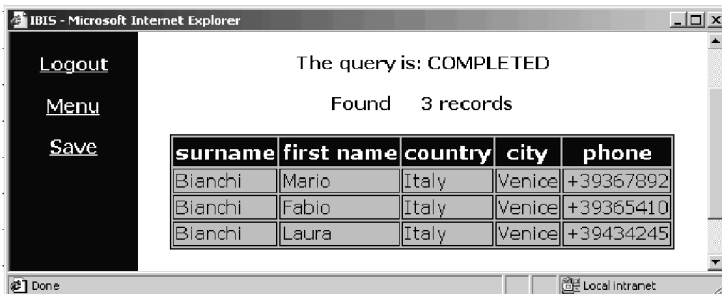 IBIS - Microsoft Internet Explorer
Logout
Menu
Save
The query is: COMPLETED
Found 3 records
surname first name country city phone
Bianchi Mario Italy Venice +39367892
Bianchi Fabio Italy Venice +39365410
Bianchi Laura Italy Venice +39434245
Done Local intranet